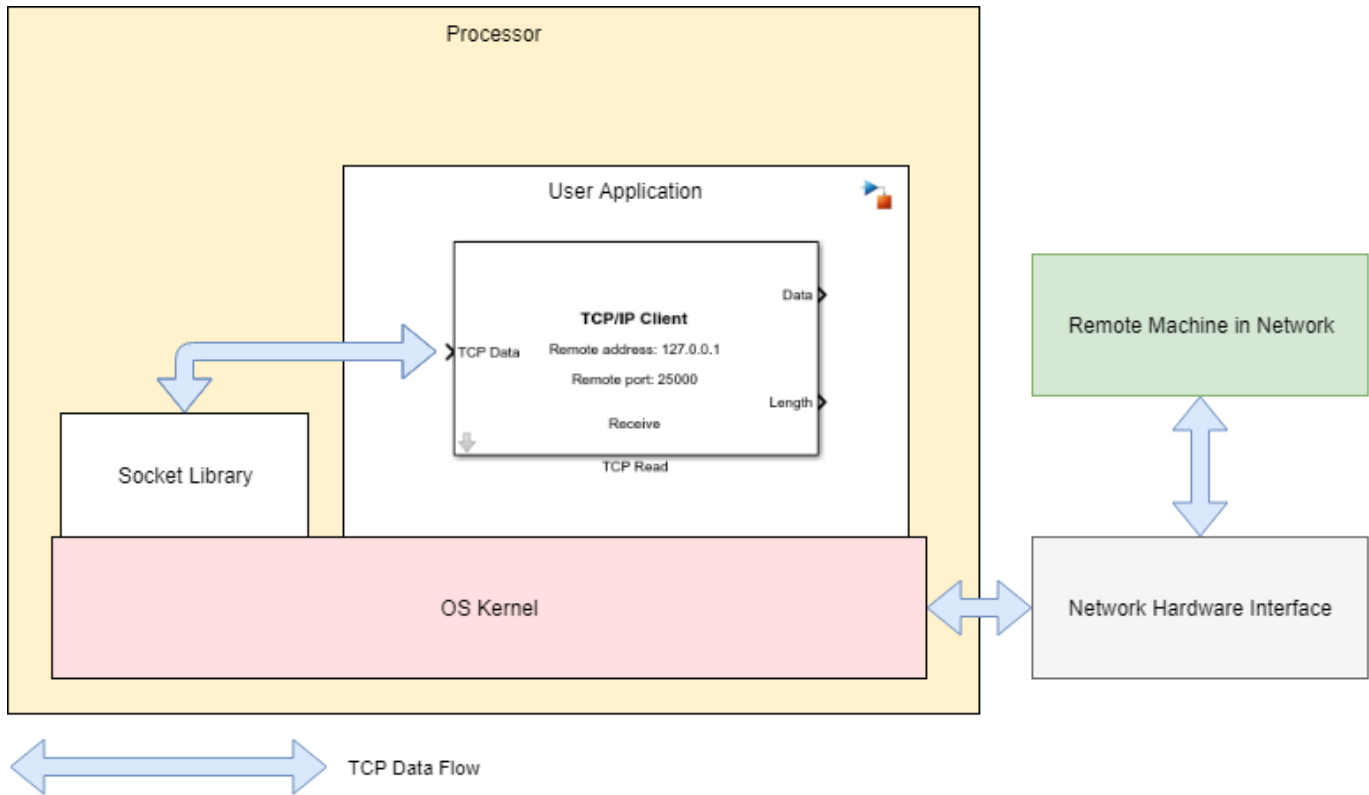 Processor
User Application
TCP/IP Client
Remote address: 127.0.0.1
Remote port: 25000
Receive
TCP Data
Data
Length
TCP Read
Socket Library
OS Kernel
Remote Machine in Network
Network Hardware Interface
TCP Data Flow